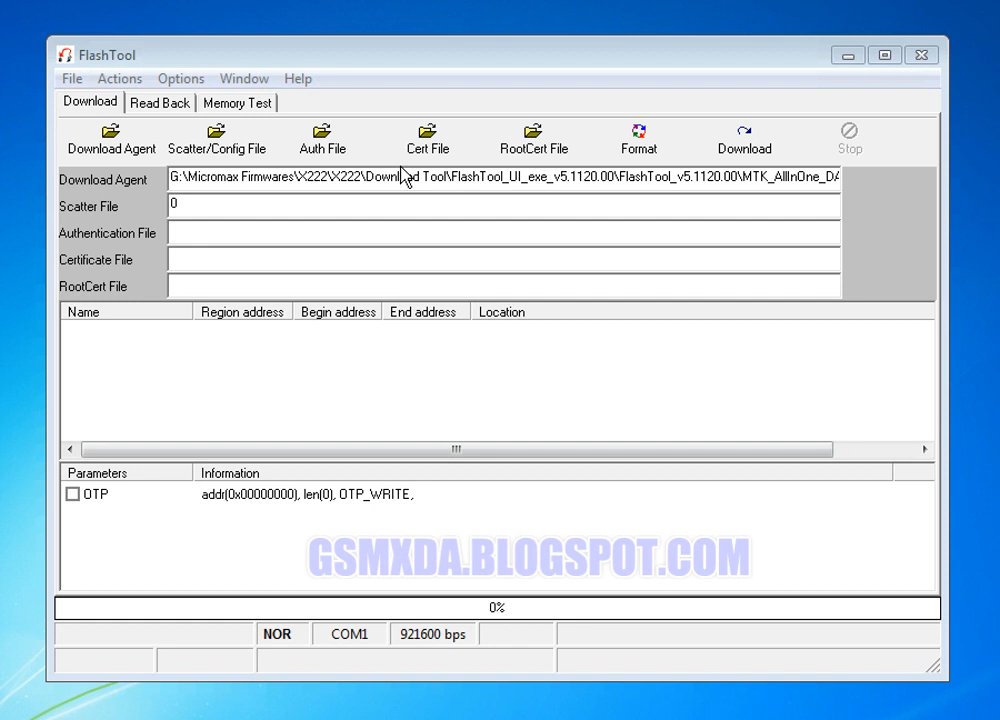 FlashTool
File Actions Options Window Help
Download Read Back Memory Test
Download Agent Scatter/Config File Auth File Cert File RootCert File Format Download Stop
Download Agent G:\Micromax Firmwares\X222\X222\Download Tool\FlashTool_UI_exe_v5.1120.00\FlashTool_v5.1120.00\MTK_AllInOne_DA
Scatter File 0
Authentication File
Certificate File
RootCert File
Name Region address Begin address End address Location
Parameters Information
OTP addr(0x00000000), len(0), OTP_WRITE,
GSMXDA.BLOGSPOT.COM
0%
NOR COM1 921600 bps